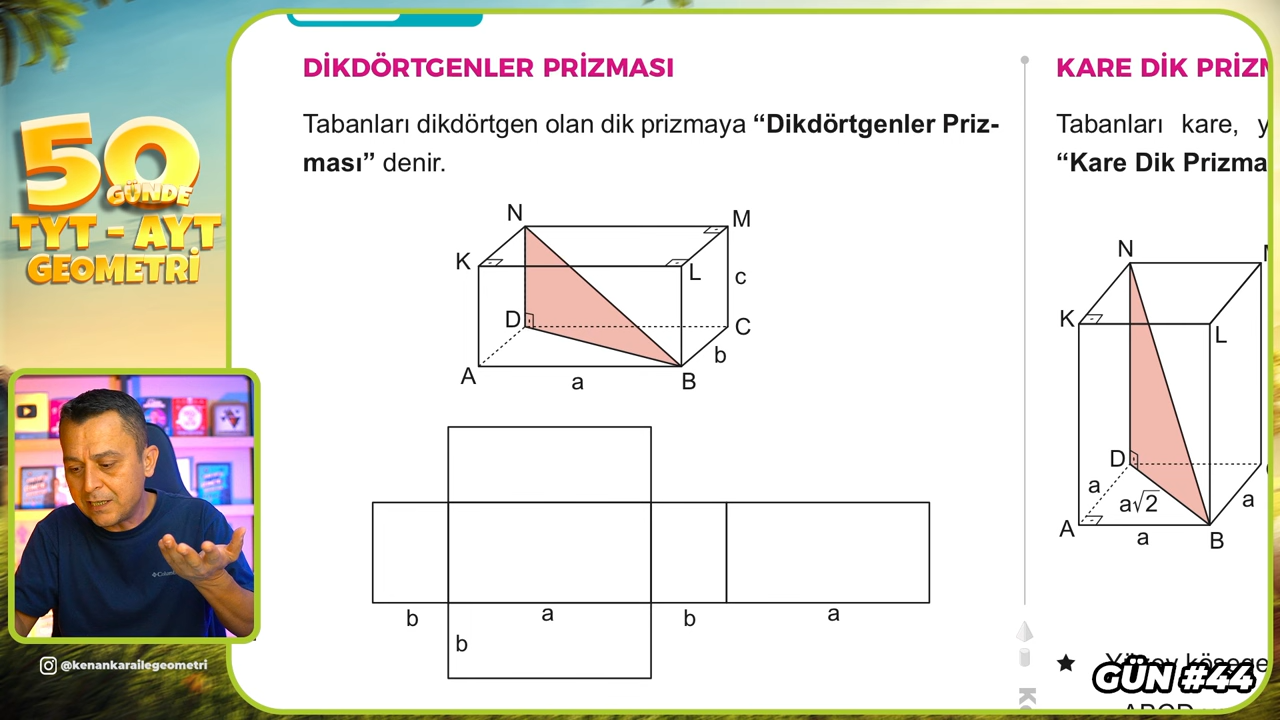 50
GÜNDE
TYT - AYT
GEOMETRİ
@kenankarailegeometri
DİKDÖRTGENLER PRİZMASI
Tabanları dikdörtgen olan dik prizmaya “Dikdörtgenler Priz-
ması” denir.
N
M
K
L
c
D
C
b
A
a
B
b
a
b
a
b
KARE DİK PRİZM
Tabanları kare, y
“Kare Dik Prizma
N
K
L
D
a
a√2
a
A
a
B
GÜN #44